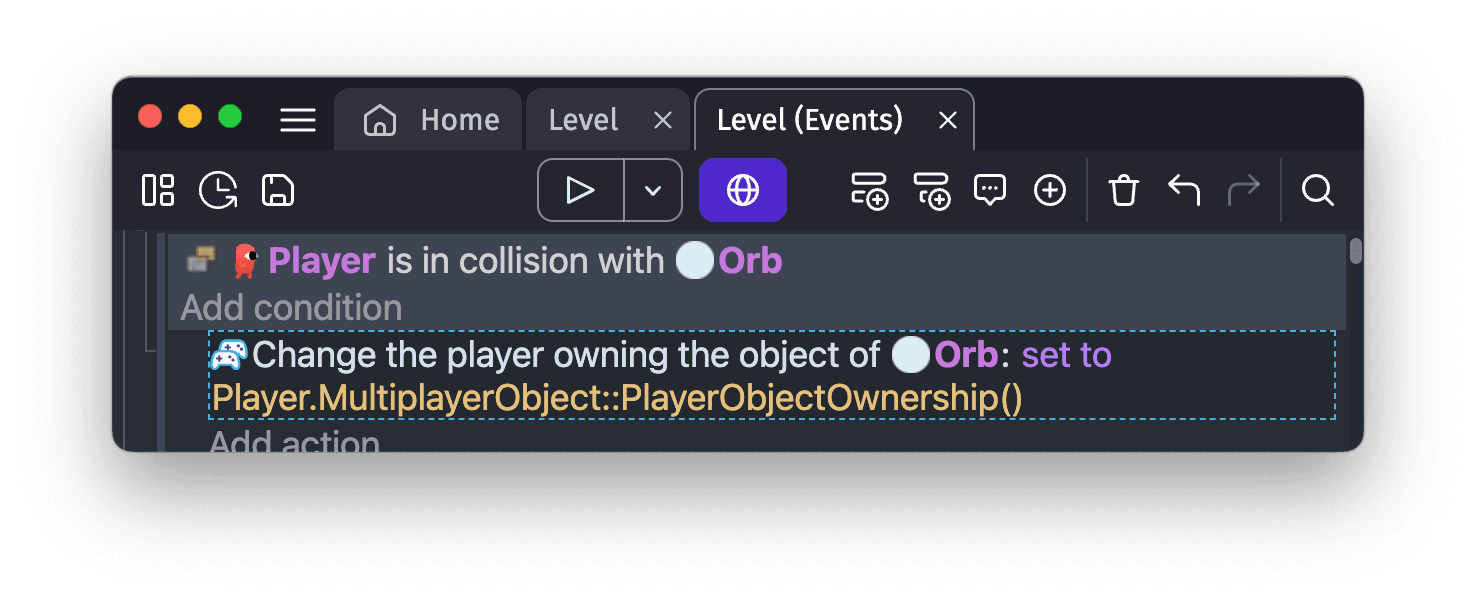 Home
Level
Level (Events)
Player is in collision with Orb
Add condition
Change the player owning the object of Orb: set to
Player.MultiplayerObject::PlayerObjectOwnership()
Add action